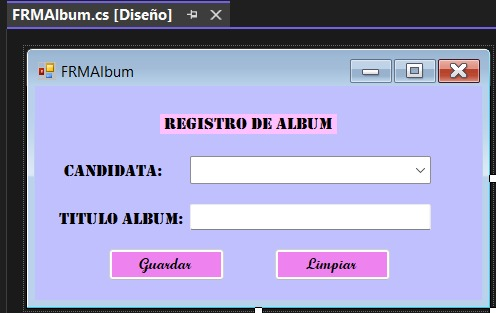 FRMAlbum.cs [Diseño]
FRMAlbum
REGISTRO DE ALBUM
CANDIDATA:
TITULO ALBUM:
Guardar Limpiar